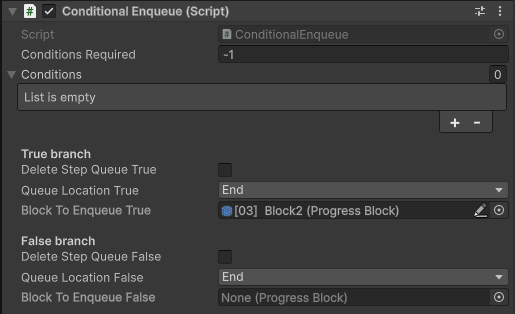 # Conditional Enqueue (Script)
Script # ConditionalEnqueue
Conditions Required -1
Conditions 0
List is empty
+ -
True branch
Delete Step Queue True
Queue Location True End
Block To Enqueue True [03] Block2 (Progress Block)
False branch
Delete Step Queue False
Queue Location False End
Block To Enqueue False None (Progress Block)